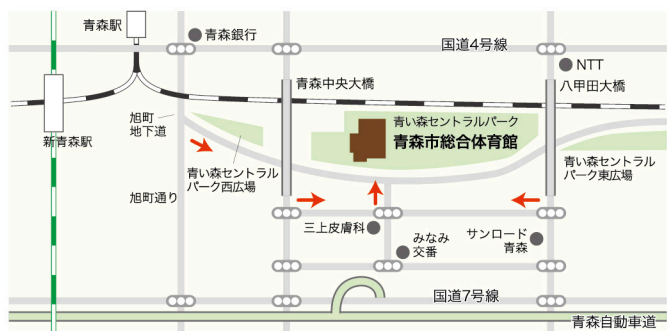 青森駅
青森銀行
国道4号線
NTT
青森中央大橋
八甲田大橋
旭町
地下道
青い森セントラルパーク
青森市総合体育館
新青森駅
青い森セントラル
パーク西広場
青い森セントラル
パーク東広場
旭町通り
三上皮膚科
みなみ
交番
サンロード
青森
国道7号線
青森自動車道